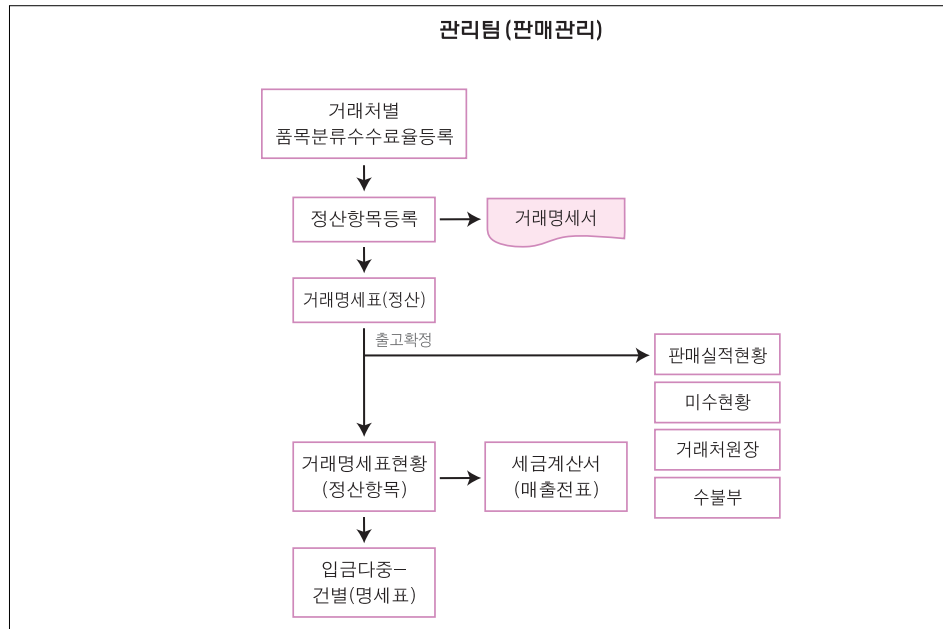 관리팀 (판매관리)
거래처별
품목분류수수료율등록
정산항목등록
거래명세서
거래명세표(정산)
출고확정
판매실적현황
미수현황
거래처원장
수불부
거래명세표현황
(정산항목)
세금계산서
(매출전표)
입금다중–
건별(명세표)